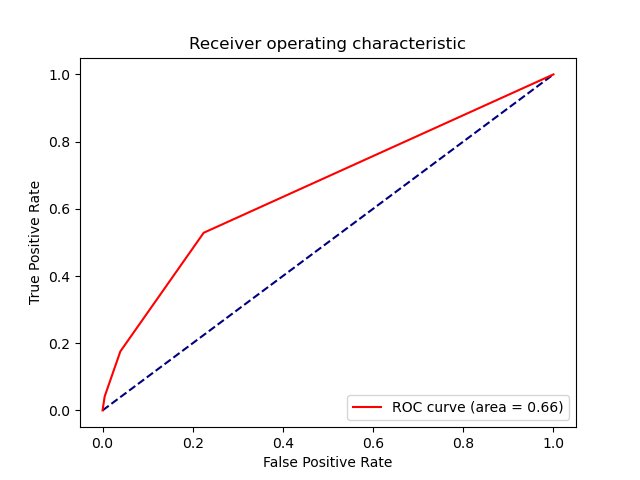 Receiver operating characteristic
True Positive Rate
1.0
0.8
0.6
0.4
0.2
0.0
ROC curve (area = 0.66)
0.0 0.2 0.4 0.6 0.8 1.0
False Positive Rate